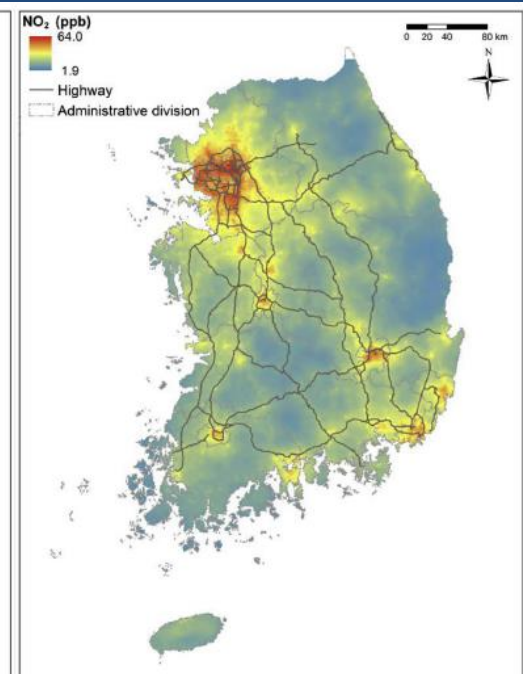 NO₂ (ppb)
64.0
1.9
Highway
Administrative division
0 20 40 80 km
N